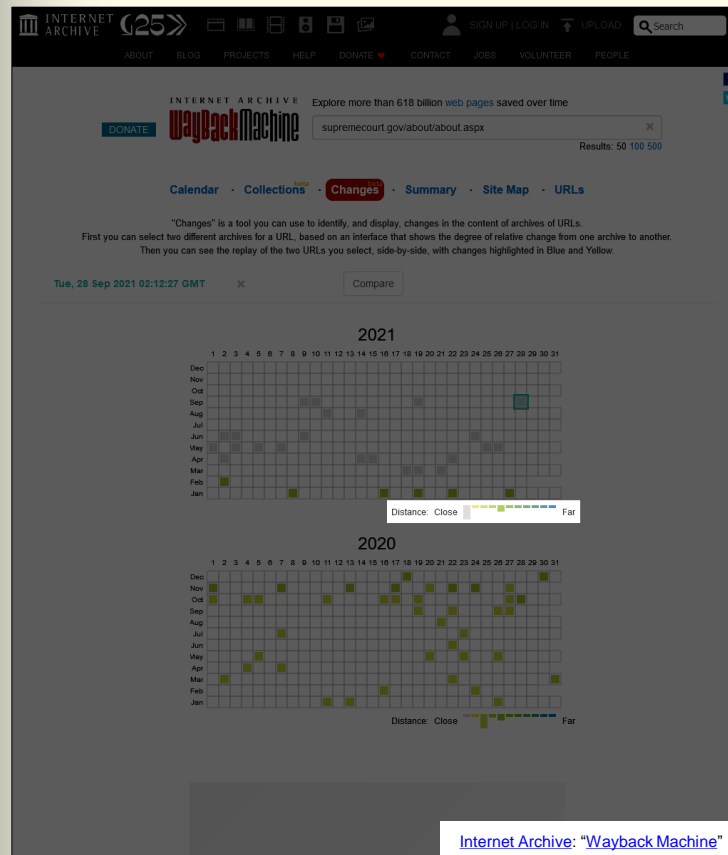 INTERNET ARCHIVE 25
SIGN UP | LOG IN UPLOAD Search
ABOUT BLOG PROJECTS HELP DONATE CONTACT JOBS VOLUNTEER PEOPLE
INTERNET ARCHIVE WayBackMachine
DONATE
Explore more than 618 billion web pages saved over time
supremecourt.gov/about/about.aspx
Results: 50 100 500
Calendar · Collections beta · Changes beta · Summary · Site Map · URLs
"Changes" is a tool you can use to identify, and display, changes in the content of archives of URLs.
First you can select two different archives for a URL, based on an interface that shows the degree of relative change from one archive to another.
Then you can see the replay of the two URLs you select, side-by-side, with changes highlighted in Blue and Yellow.
Tue, 28 Sep 2021 02:12:27 GMT Compare
2021
1 2 3 4 5 6 7 8 9 10 11 12 13 14 15 16 17 18 19 20 21 22 23 24 25 26 27 28 29 30 31
Dec
Nov
Oct
Sep
Aug
Jul
Jun
May
Apr
Mar
Feb
Jan
Distance: Close Far
2020
1 2 3 4 5 6 7 8 9 10 11 12 13 14 15 16 17 18 19 20 21 22 23 24 25 26 27 28 29 30 31
Dec
Nov
Oct
Sep
Aug
Jul
Jun
May
Apr
Mar
Feb
Jan
Distance: Close Far
Internet Archive: “Wayback Machine”